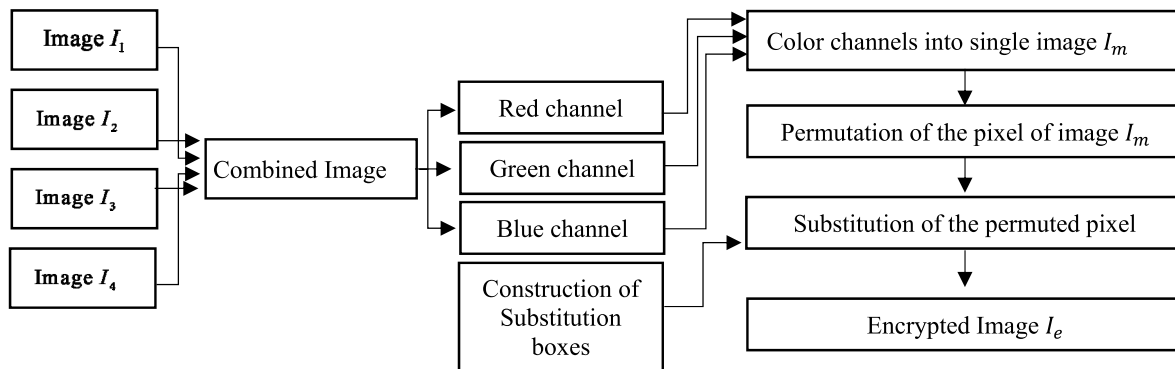 Image I₁
Image I₂
Image I₃
Image I₄
Combined Image
Red channel
Green channel
Blue channel
Construction of
Substitution
boxes
Color channels into single image Iₘ
Permutation of the pixel of image Iₘ
Substitution of the permuted pixel
Encrypted Image Iₑ